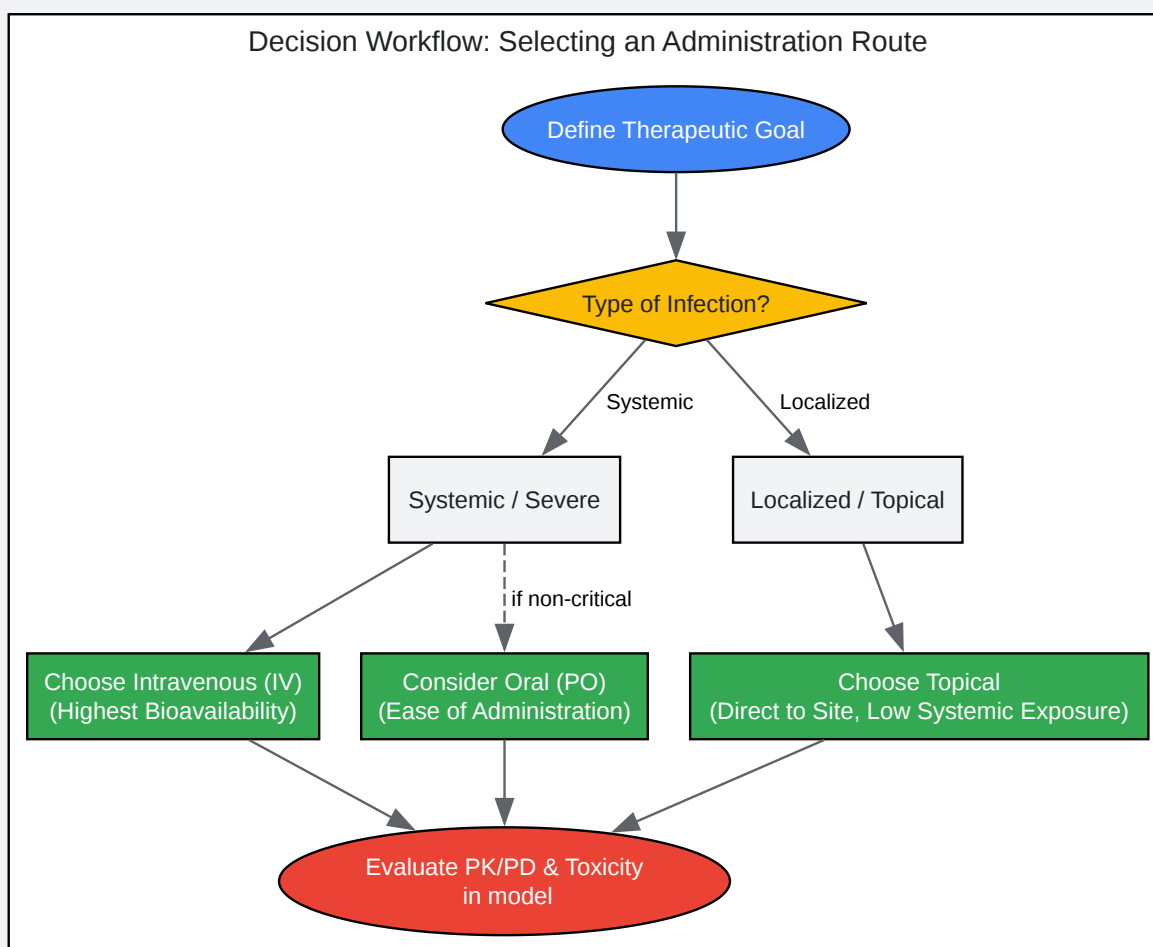 Decision Workflow: Selecting an Administration Route
Define Therapeutic Goal
Type of Infection?
Systemic
Localized
Systemic / Severe
Localized / Topical
if non-critical
Choose Intravenous (IV)
(Highest Bioavailability)
Consider Oral (PO)
(Ease of Administration)
Choose Topical
(Direct to Site, Low Systemic Exposure)
Evaluate PK/PD & Toxicity
in model